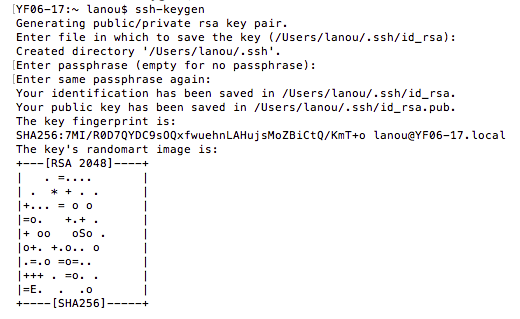 [YF06-17:~ lanou$ ssh-keygen
Generating public/private rsa key pair.
Enter file in which to save the key (/Users/lanou/.ssh/id_rsa):
Created directory '/Users/lanou/.ssh'.
[Enter passphrase (empty for no passphrase):
[Enter same passphrase again:
Your identification has been saved in /Users/lanou/.ssh/id_rsa.
Your public key has been saved in /Users/lanou/.ssh/id_rsa.pub.
The key fingerprint is:
SHA256:7MI/R0D7QYDC9sOQxfwuehnLAHujsMoZBiCtQ/KmT+o lanou@YF06-17.local
The key's randomart image is:
+---[RSA 2048]----+
|   . =....       |
| .  * + . .      |
|+... = o o       |
|=o.   +.+ .      |
|+ oo   oSo .     |
|o+. +.o.. o      |
|.=.o =o=..       |
|+++ . =o. .      |
|=E.  .  .o       |
+----[SHA256]-----+